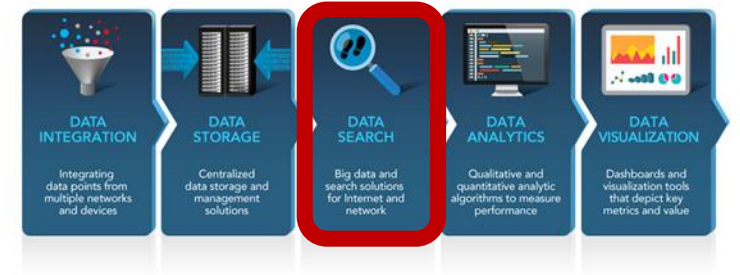 DATA
INTEGRATION
Integrating
data points from
multiple networks
and devices
DATA
STORAGE
Centralized
data storage and
management
solutions
DATA
SEARCH
Big data and
search solutions
for Internet and
network
DATA
ANALYTICS
Qualitative and
quantitative analytic
algorithms to measure
performance
DATA
VISUALIZATION
Dashboards and
visualization tools
that depict key
metrics and value